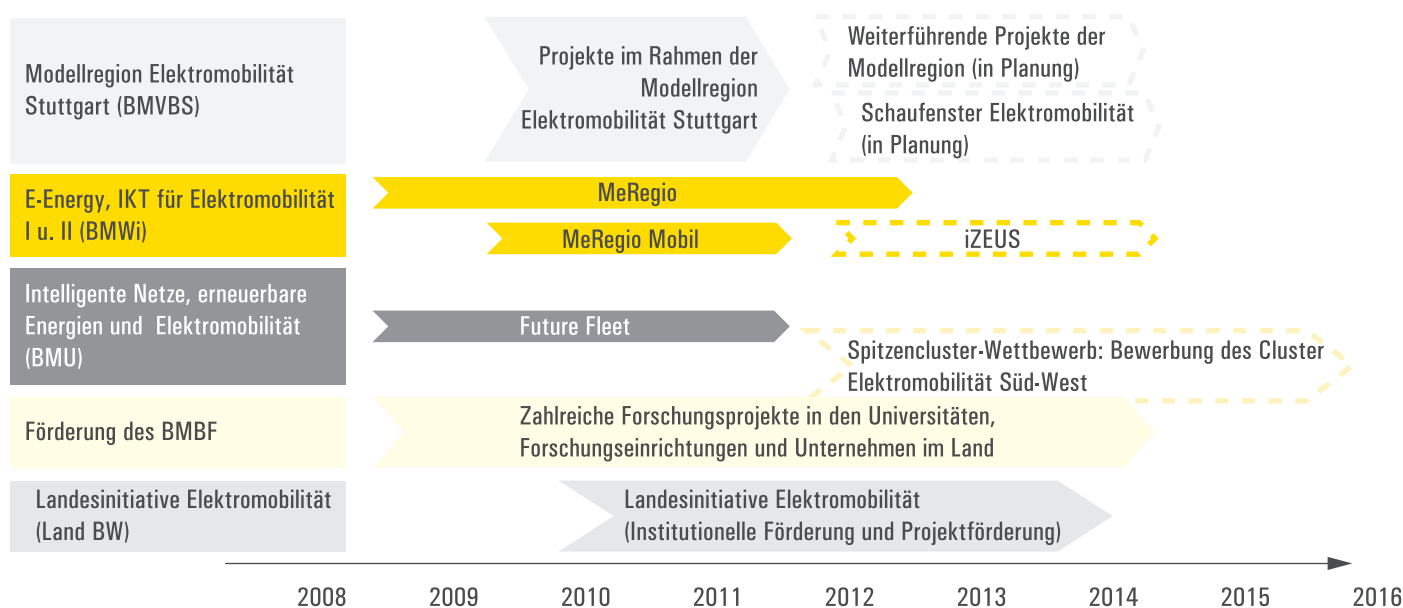 Modellregion Elektromobilität
Stuttgart (BMVBS)
Projekte im Rahmen der
Modellregion
Elektromobilität Stuttgart
Weiterführende Projekte der
Modellregion (in Planung)
Schaufenster Elektromobilität
(in Planung)
E-Energy, IKT für Elektromobilität
I u. II (BMWi)
MeRegio
MeRegio Mobil
iZEUS
Intelligente Netze, erneuerbare
Energien und Elektromobilität
(BMU)
Future Fleet
Spitzencluster-Wettbewerb: Bewerbung des Cluster
Elektromobilität Süd-West
Förderung des BMBF
Zahlreiche Forschungsprojekte in den Universitäten,
Forschungseinrichtungen und Unternehmen im Land
Landesinitiative Elektromobilität
(Land BW)
Landesinitiative Elektromobilität
(Institutionelle Förderung und Projektförderung)
2008 2009 2010 2011 2012 2013 2014 2015 2016